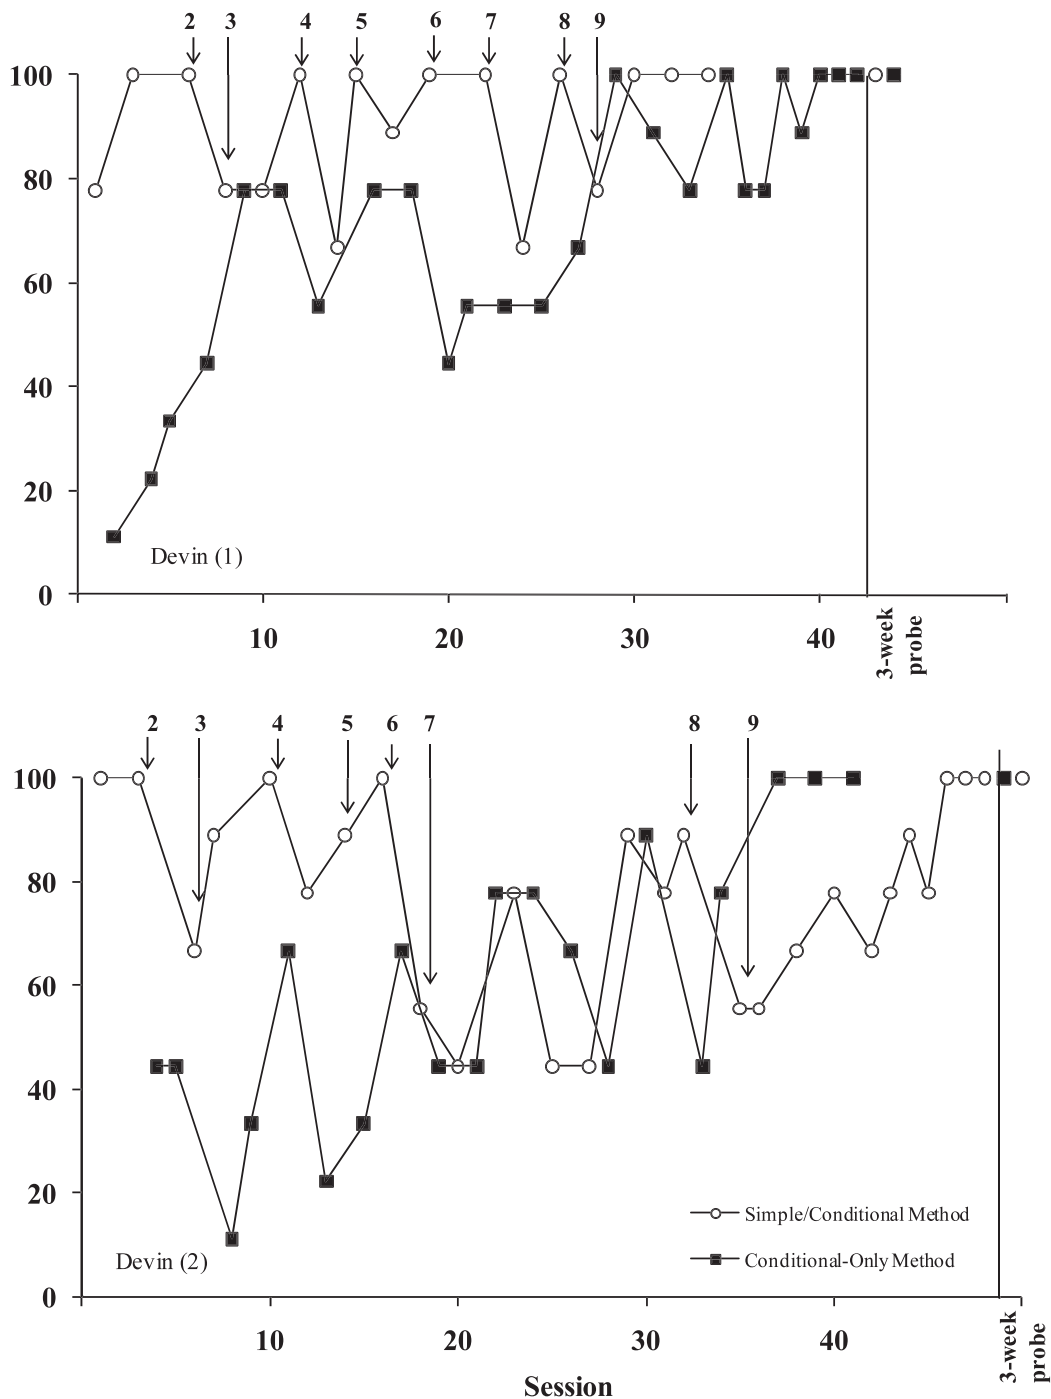 2 3 4 5 6 7 8 9
100
80
60
40
20
0
Devin (1)
10 20 30 40
3-week
probe
2 3 4 5 6 7 8 9
100
80
60
40
20
0
Simple/Conditional Method
Conditional-Only Method
Devin (2)
10 20 30 40
3-week
probe
Session